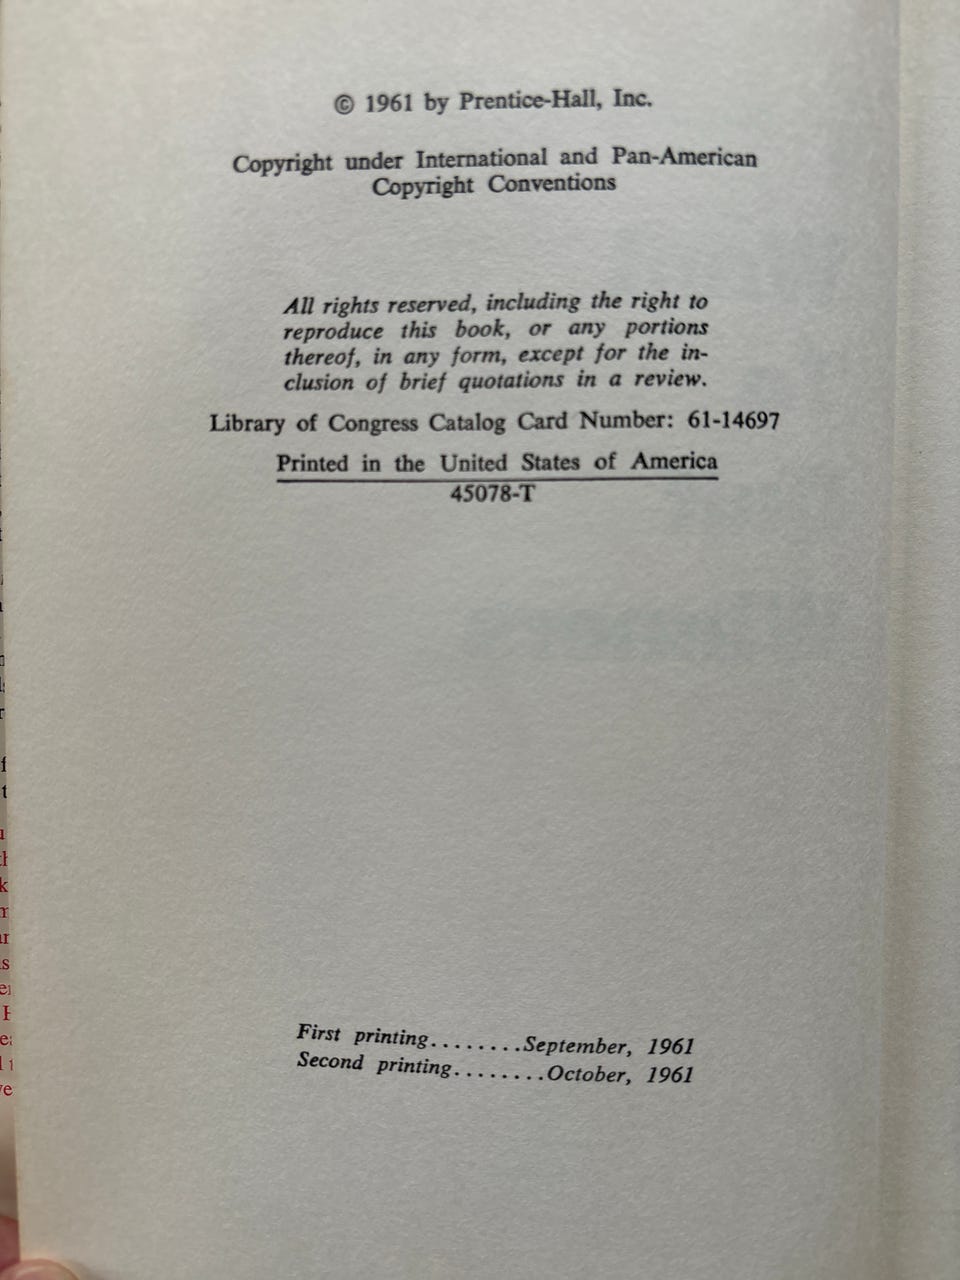 © 1961 by Prentice-Hall, Inc.
Copyright under International and Pan-American
Copyright Conventions
All rights reserved, including the right to
reproduce this book, or any portions
thereof, in any form, except for the in-
clusion of brief quotations in a review.
Library of Congress Catalog Card Number: 61-14697
Printed in the United States of America
45078-T
First printing........September, 1961
Second printing........October, 1961